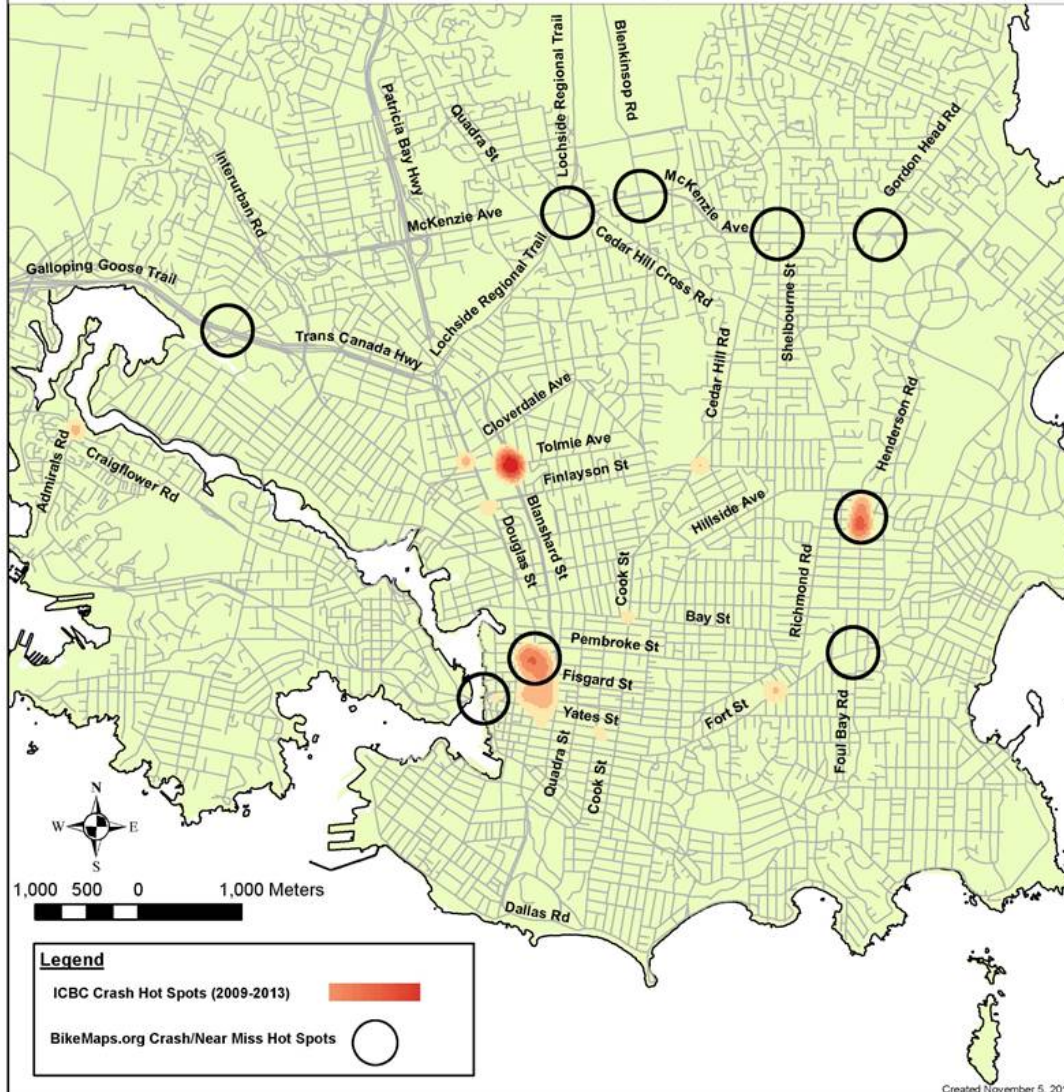 Lochside Regional Trail
Blenkinsop Rd
Patricia Bay Hwy
Quadra St
Gordon Head Rd
Interurban Rd
McKenzie Ave
McKenzie Ave
Cedar Hill Cross Rd
Galloping Goose Trail
Lochside Regional Trail
Trans Canada Hwy
Shelbourne St
Cedar Hill Rd
Cloverdale Ave
Henderson Rd
Tolmie Ave
Finlayson St
Admirals Rd
Craigflower Rd
Hillside Ave
Blanshard St
Douglas St
Cook St
Richmond Rd
Bay St
Pembroke St
Fisgard St
Yates St
Fort St
Foul Bay Rd
Quadra St
Cook St
N
W E
S
1,000 500 0 1,000 Meters
Dallas Rd
Legend
ICBC Crash Hot Spots (2009-2013)
BikeMaps.org Crash/Near Miss Hot Spots
Created November 5,